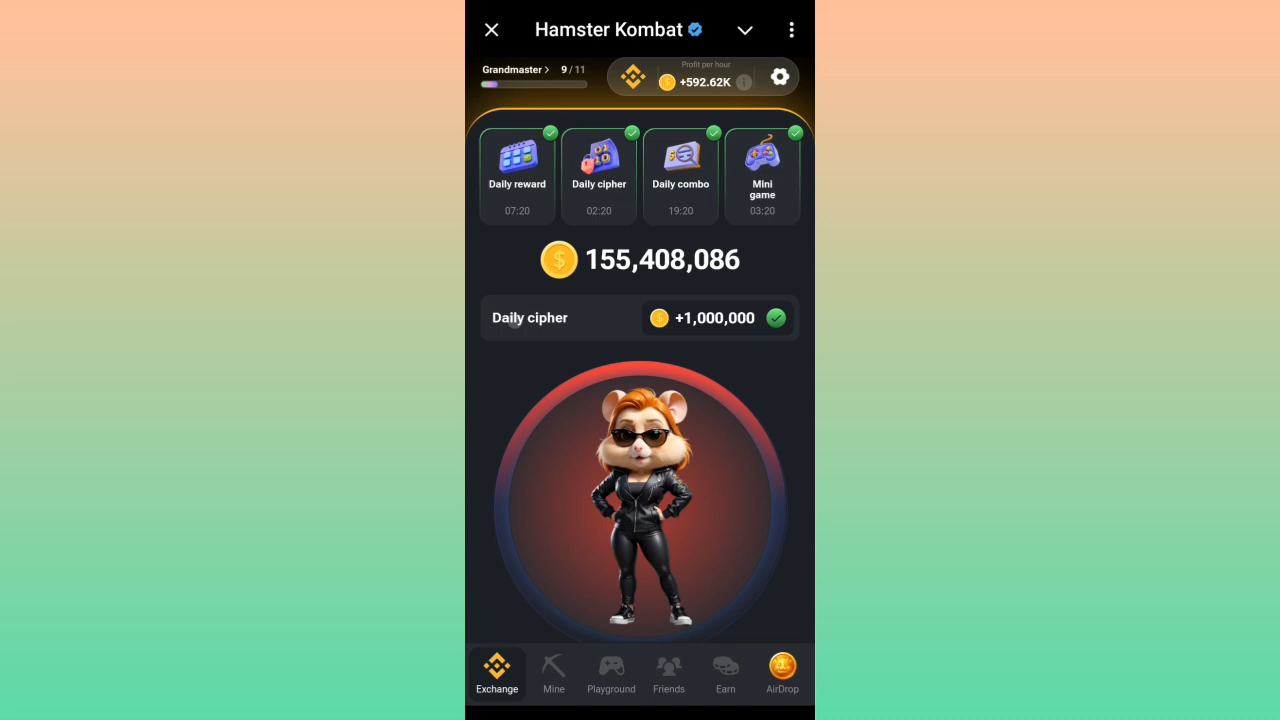 Hamster Kombat
Grandmaster > 9 / 11
Profit per hour
+592.62K
Daily reward
07:20
Daily cipher
02:20
Daily combo
19:20
Mini
game
03:20
155,408,086
Daily cipher +1,000,000
Exchange
Mine
Playground
Friends
Earn
AirDrop